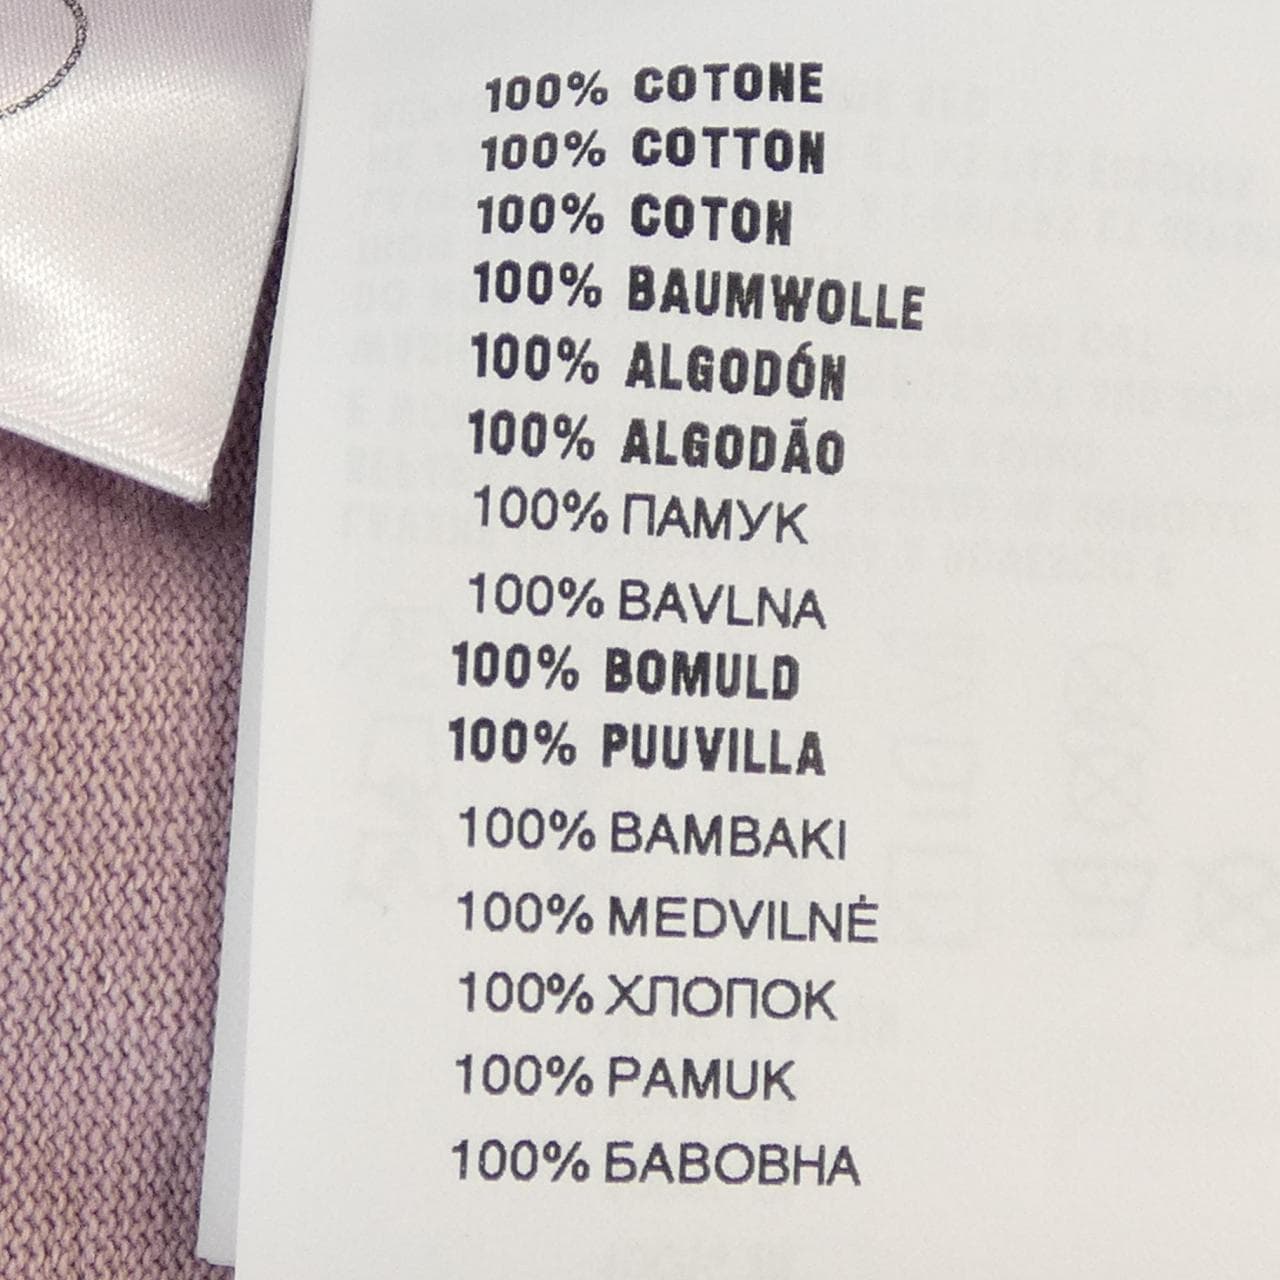 100% COTONE
100% COTTON
100% COTON
100% BAUMWOLLE
100% ALGODÓN
100% ALGODÃO
100% ПАМУК
100% BAVLNA
100% BOMULD
100% PUUVILLA
100% BAMBAKI
100% MEDVILNĖ
100% ХЛОПОК
100% PAMUK
100% БАВОВНА